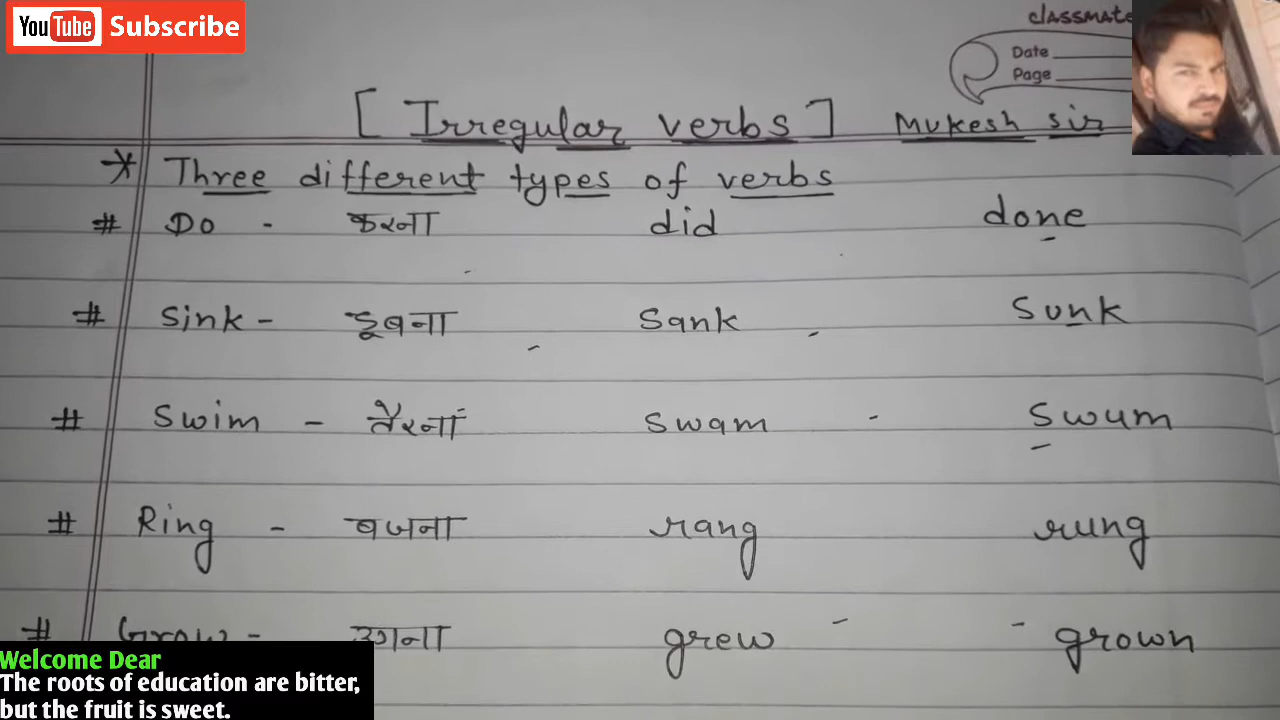 YouTube Subscribe
classmate
Date
Page
[ Irregular verbs ] Mukesh sir
* Three different types of verbs
# Do - करना did done
# Sink - डूबना , Sank - Sunk
# Swim - तैरना Swam - Swum
# Ring - बजना rang rung
# Grow - उगना grew - - grown
Welcome Dear
The roots of education are bitter,
but the fruit is sweet.